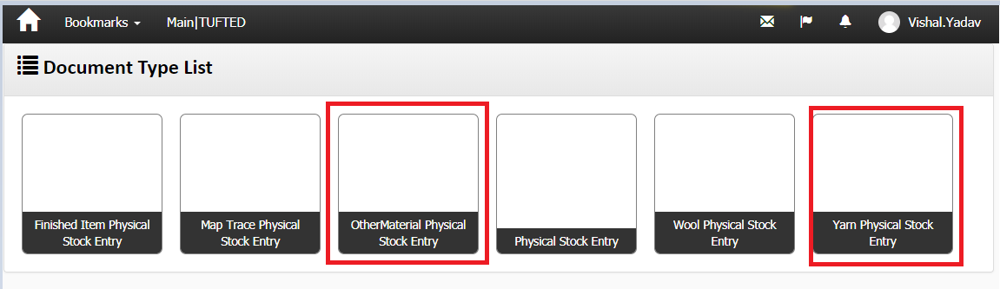 Bookmarks Main|TUFTED Vishal.Yadav
Document Type List
Finished Item Physical
Stock Entry
Map Trace Physical
Stock Entry
OtherMaterial Physical
Stock Entry
Physical Stock Entry
Wool Physical Stock
Entry
Yarn Physical Stock
Entry